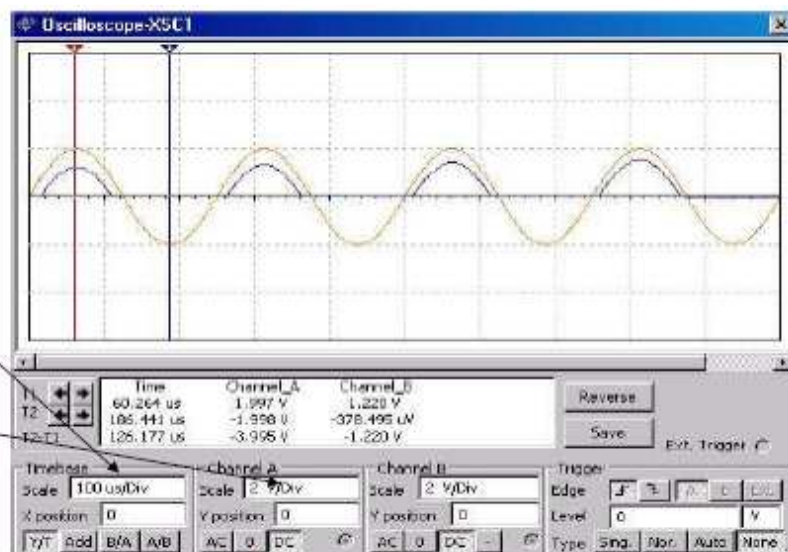 Oscilloscope-XSC1
Time Channel_A Channel_B
T1 60.264 us 1.997 V 1.220 V
T2 186.441 us -1.998 V -378.495 uV
T2-T1 126.177 us -3.995 V -1.220 V
Reverse
Save
Ext. Trigger
Timebase Channel A Channel B Trigger
Scale 100 us/Div Scale 2 V/Div Scale 2 V/Div Edge
X position 0 Y position 0 Y position 0 Level 0 V
Y/T Add B/A A/B AC 0 DC AC 0 DC - Type Sing. Nor. Auto None